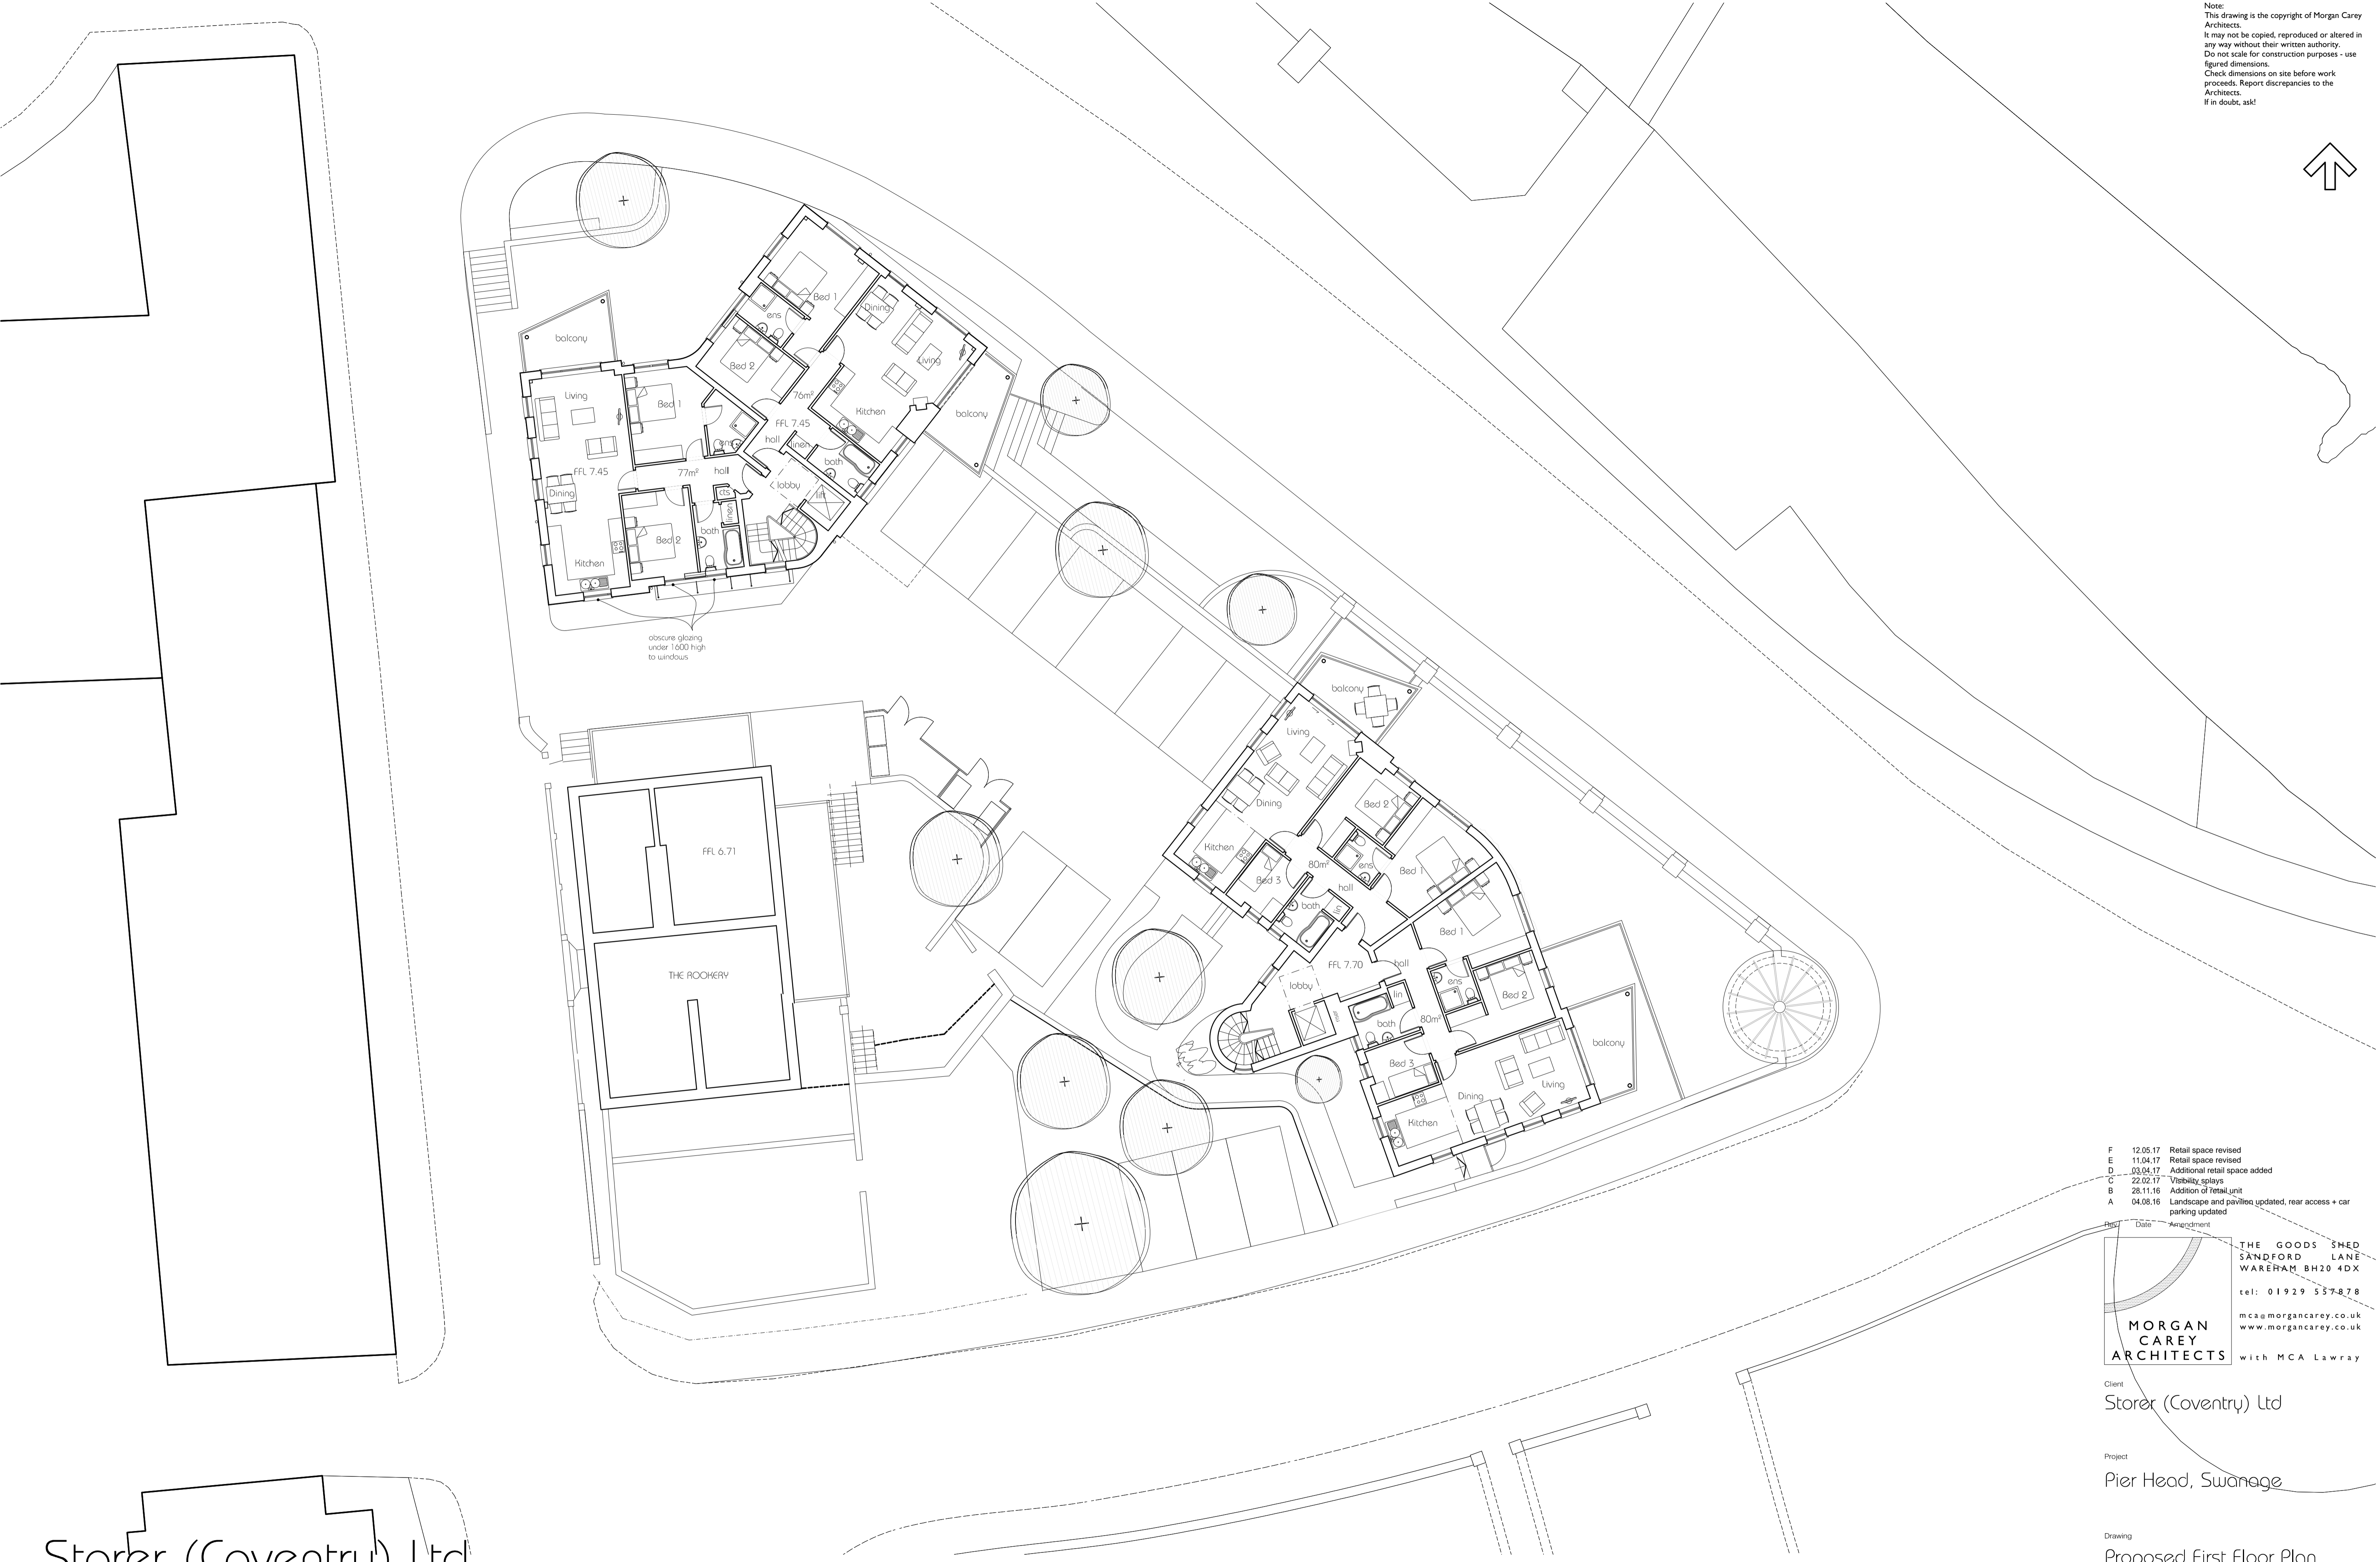 Note:
This drawing is the copyright of Morgan Carey
Architects.
It may not be copied, reproduced or altered in
any way without their written authority.
Do not scale for construction purposes - use
figured dimensions.
Check dimensions on site before work
proceeds. Report discrepancies to the
Architects.
If in doubt, ask!
balcony
Living
Bed 1
ens
FFL 7.45
77m²
hall
Dining
cts
linen
bath
Bed 2
Kitchen
obscure glazing
under 1600 high
to windows
Bed 1
ens
Dining
Living
Bed 2
76m²
Kitchen
balcony
FFL 7.45
hall
linen
bath
lobby
lift
FFL 6.71
THE ROOKERY
balcony
Living
Dining
Bed 2
Kitchen
80m²
ens
Bed 1
Bed 3
hall
bath
lin
Bed 1
FFL 7.70
hall
lobby
ens
Bed 2
lin
bath
80m²
balcony
Bed 3
Living
Dining
Kitchen
F 12.05.17 Retail space revised
E 11.04.17 Retail space revised
D 03.04.17 Additional retail space added
C 22.02.17 Visibility splays
B 28.11.16 Addition of retail unit
A 04.08.16 Landscape and pavilion updated, rear access + car
parking updated
Rev Date Amendment
THE GOODS SHED
SANDFORD LANE
WAREHAM BH20 4DX
tel: 01929 557878
mca@morgancarey.co.uk
www.morgancarey.co.uk
with MCA Lawray
MORGAN
CAREY
ARCHITECTS
Client
Storer (Coventry) Ltd
Project
Pier Head, Swanage
Drawing
Proposed First Floor Plan
Storer (Coventry) Ltd